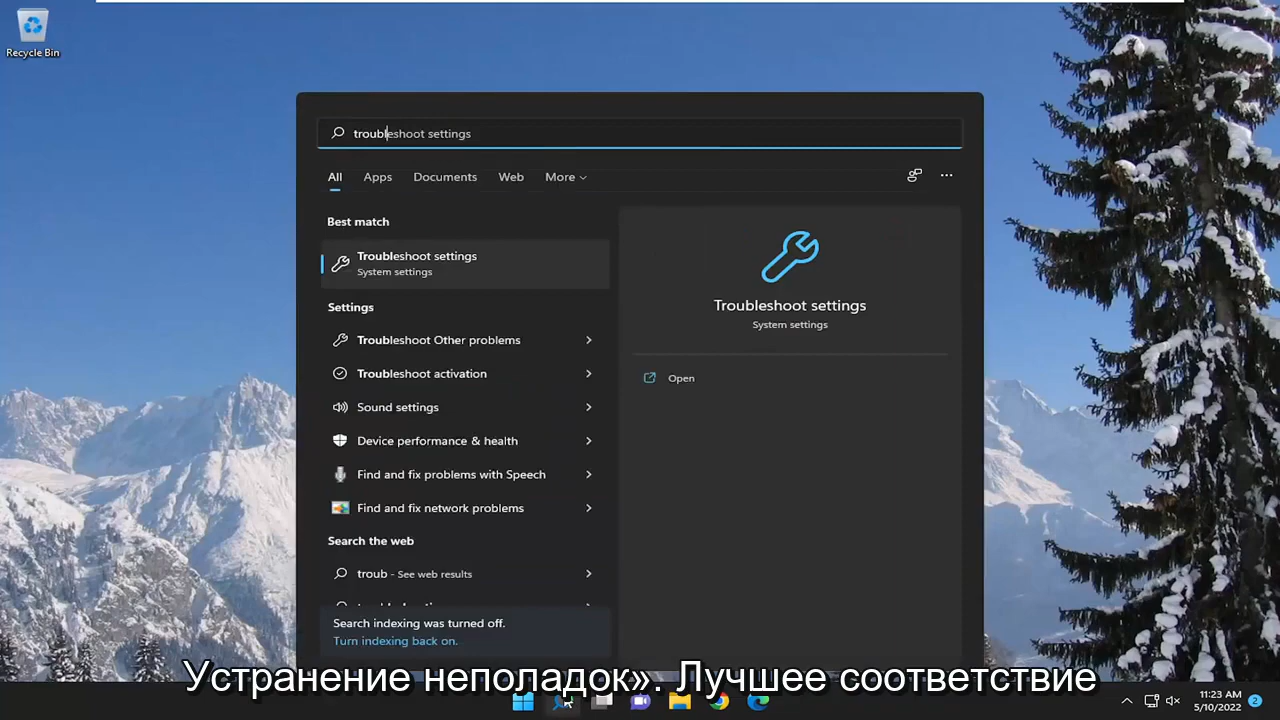 Recycle Bin
troubleshoot settings
All Apps Documents Web More
Best match
Troubleshoot settings
System settings
Settings
Troubleshoot Other problems
Troubleshoot activation
Sound settings
Device performance & health
Find and fix problems with Speech
Find and fix network problems
Search the web
troub - See web results
Search indexing was turned off.
Turn indexing back on.
Troubleshoot settings
System settings
Open
Устранение неполадок». Лучшее соответствие
11:23 AM
5/10/2022
2